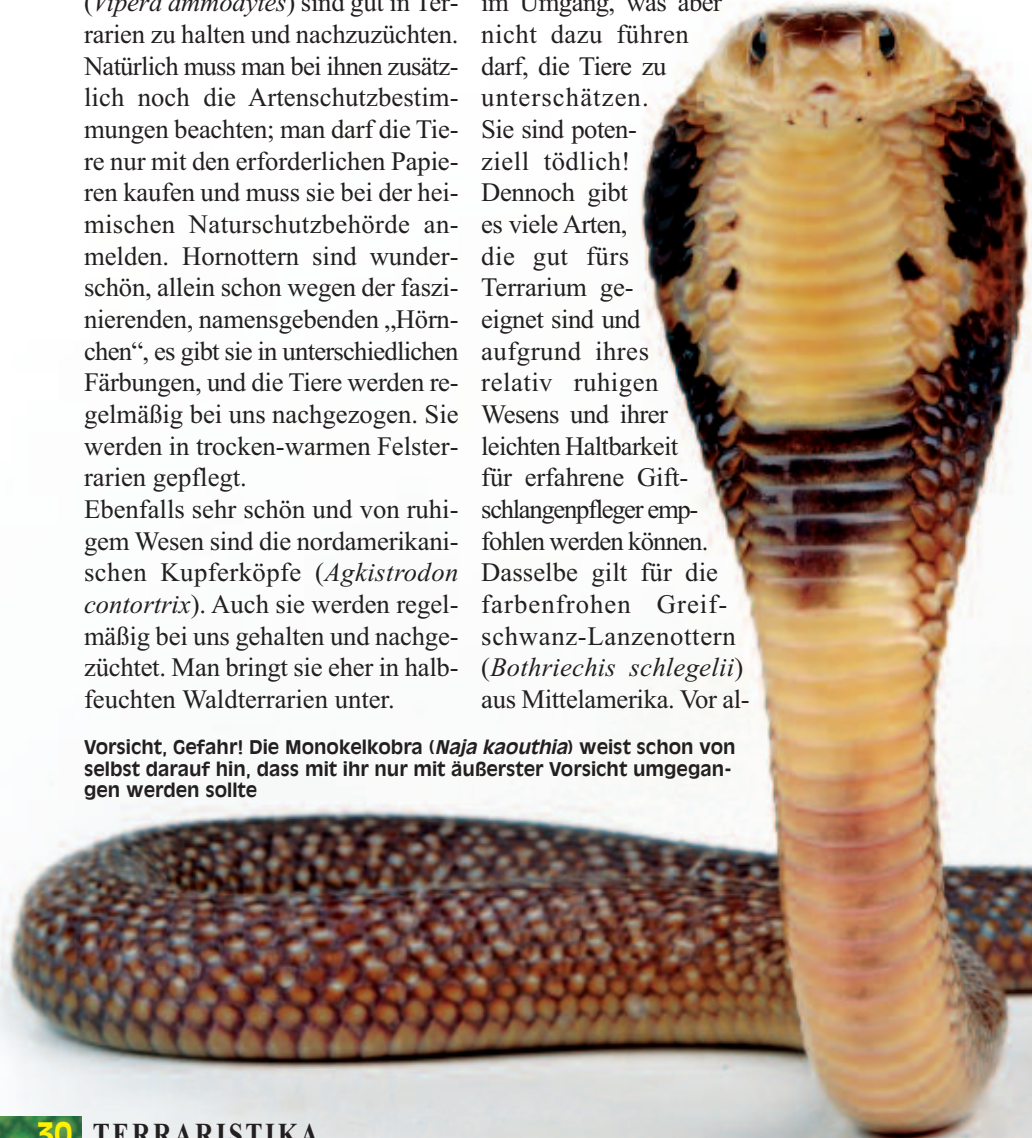 (Vipera ammodytes) sind gut in Ter-
rarien zu halten und nachzuzüchten.
Natürlich muss man bei ihnen zusätz-
lich noch die Artenschutzbestim-
mungen beachten; man darf die Tie-
re nur mit den erforderlichen Papie-
ren kaufen und muss sie bei der hei-
mischen Naturschutzbehörde an-
melden. Hornottern sind wunder-
schön, allein schon wegen der faszi-
nierenden, namensgebenden „Hörn-
chen“, es gibt sie in unterschiedlichen
Färbungen, und die Tiere werden re-
gelmäßig bei uns nachgezogen. Sie
werden in trocken-warmen Felster-
rarien gepflegt.
Ebenfalls sehr schön und von ruhi-
gem Wesen sind die nordamerikani-
schen Kupferköpfe (Agkistrodon
contortrix). Auch sie werden regel-
mäßig bei uns gehalten und nachge-
züchtet. Man bringt sie eher in halb-
feuchten Waldterrarien unter.
im Umgang, was aber
nicht dazu führen
darf, die Tiere zu
unterschätzen.
Sie sind poten-
ziell tödlich!
Dennoch gibt
es viele Arten,
die gut fürs
Terrarium ge-
eignet sind und
aufgrund ihres
relativ ruhigen
Wesens und ihrer
leichten Haltbarkeit
für erfahrene Gift-
schlangenpfleger emp-
fohlen werden können.
Dasselbe gilt für die
farbenfrohen Greif-
schwanz-Lanzenottern
(Bothriechis schlegelii)
aus Mittelamerika. Vor al-
Vorsicht, Gefahr! Die Monokelkobra (Naja kaouthia) weist schon von
selbst darauf hin, dass mit ihr nur mit äußerster Vorsicht umgegan-
gen werden sollte
30 TERRARISTIKA